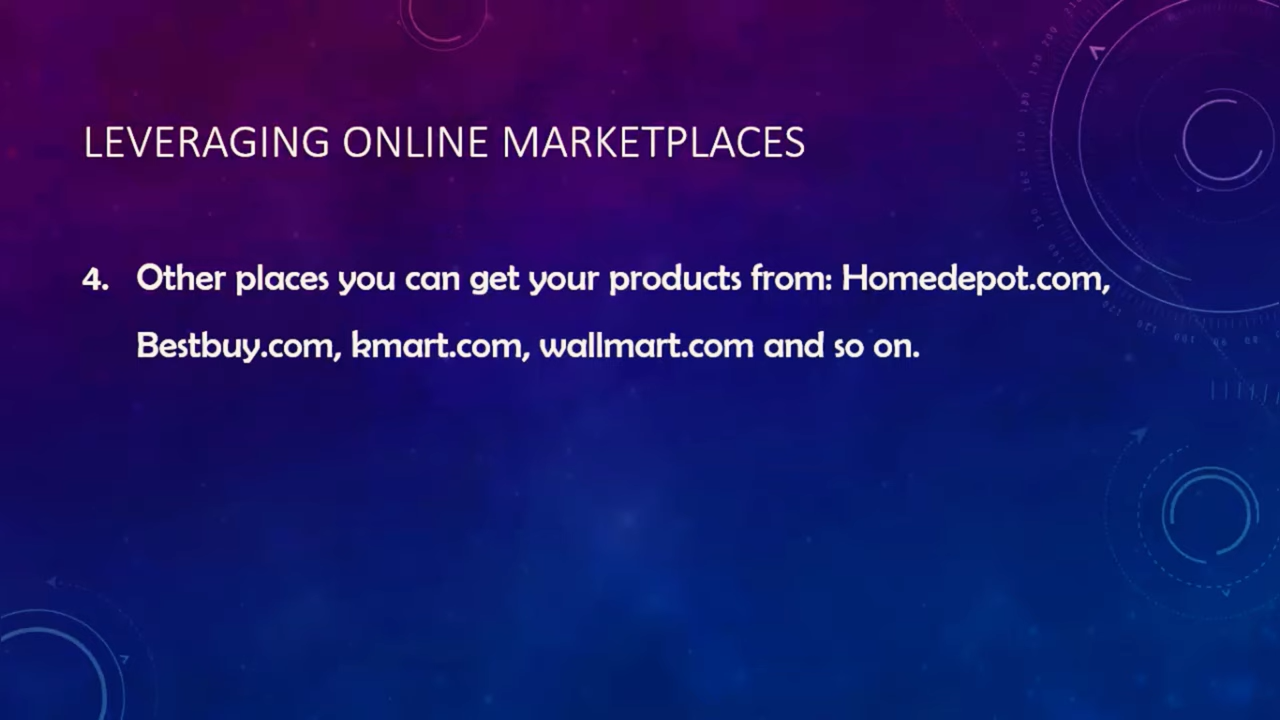 LEVERAGING ONLINE MARKETPLACES
4. Other places you can get your products from: Homedepot.com,
Bestbuy.com, kmart.com, wallmart.com and so on.